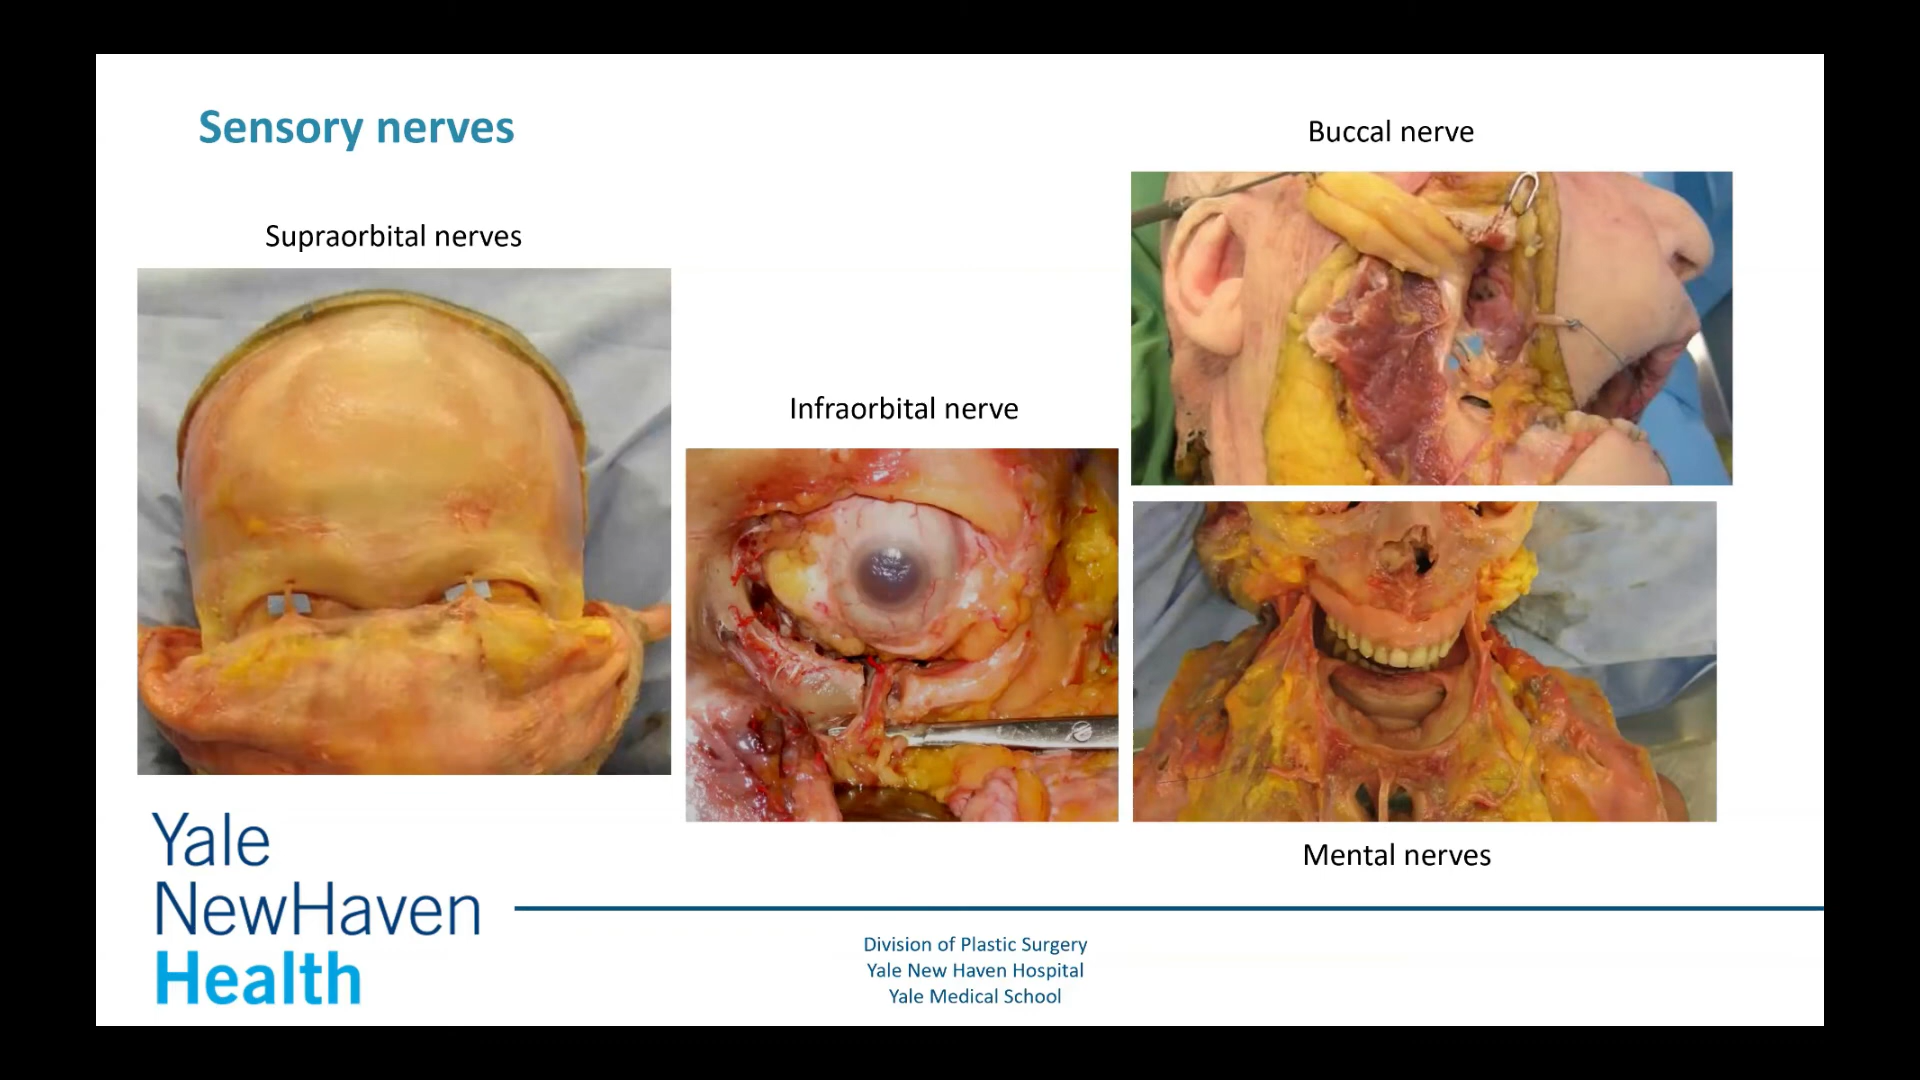 Sensory nerves
Supraorbital nerves
Infraorbital nerve
Buccal nerve
Mental nerves
Yale
NewHaven
Health
Division of Plastic Surgery
Yale New Haven Hospital
Yale Medical School